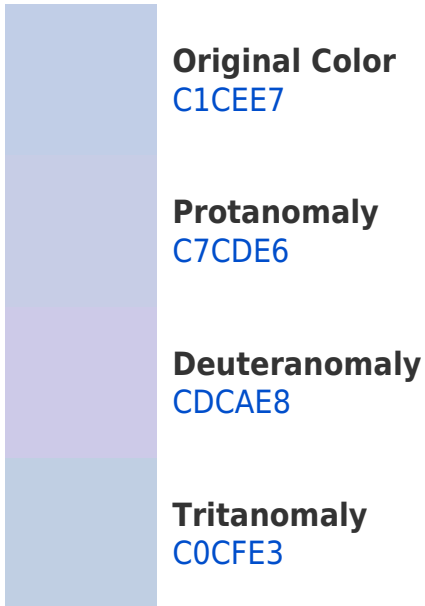 Original Color
C1CEE7
Protanomaly
C7CDE6
Deuteranomaly
CDCAE8
Tritanomaly
C0CFE3